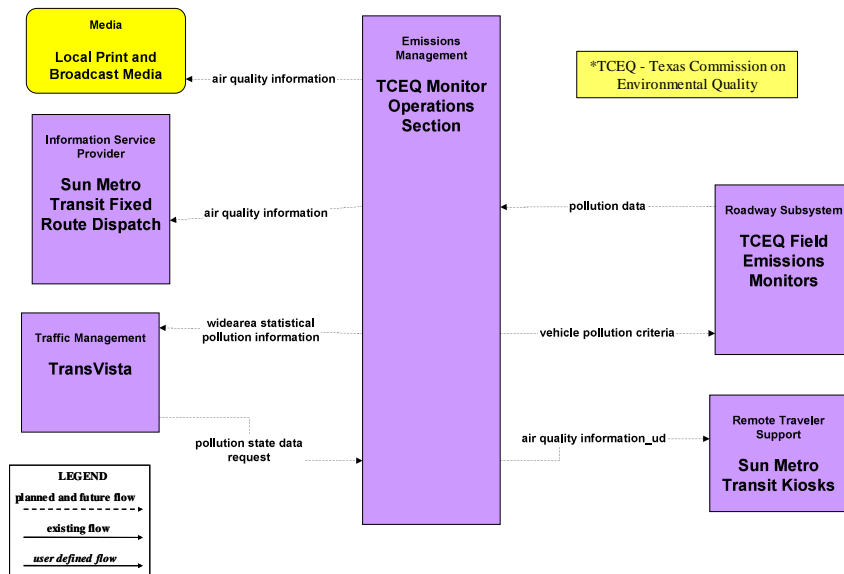 Media
Local Print and
Broadcast Media
air quality information
Emissions
Management
TCEQ Monitor
Operations
Section
*TCEQ - Texas Commission on
Environmental Quality
Information Service
Provider
Sun Metro
Transit Fixed
Route Dispatch
air quality information
pollution data
Roadway Subsystem
TCEQ Field
Emissions
Monitors
widearea statistical
pollution information
Traffic Management
TransVista
vehicle pollution criteria
pollution state data
request
air quality information_ud
Remote Traveler
Support
Sun Metro
Transit Kiosks
LEGEND
planned and future flow
existing flow
user defined flow